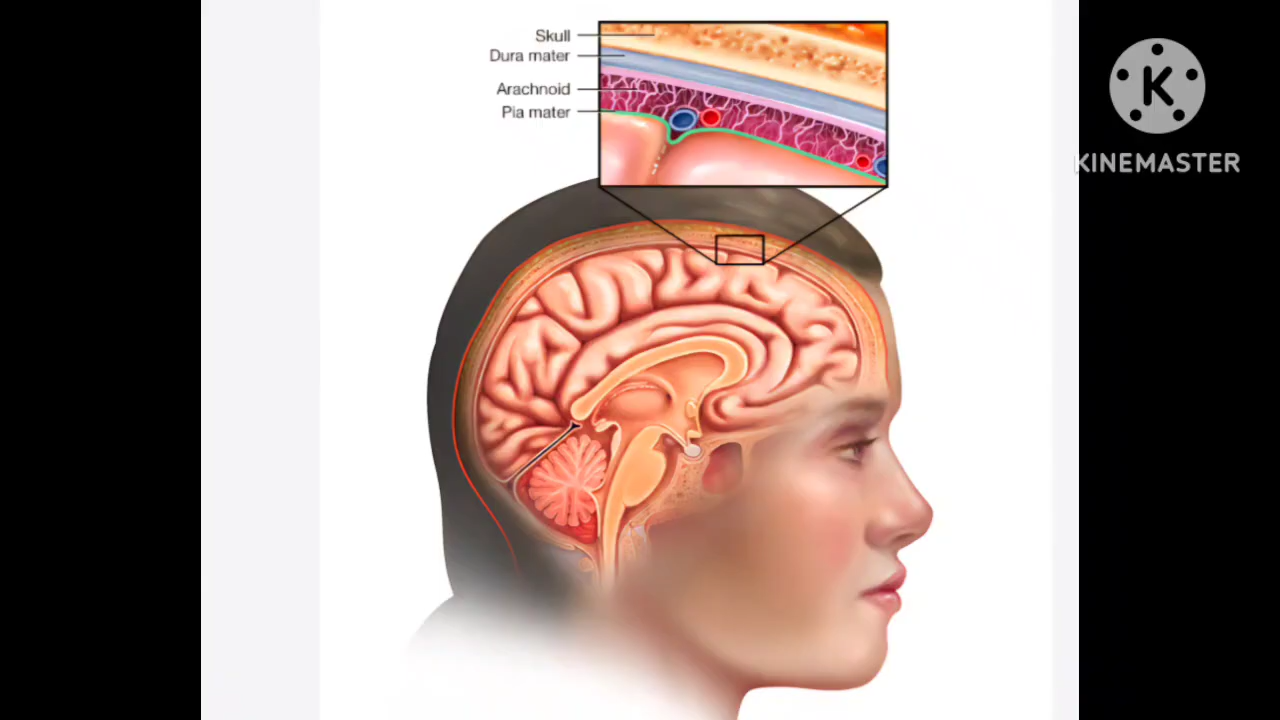 Skull
Dura mater
Arachnoid
Pia mater
K
KINEMASTER